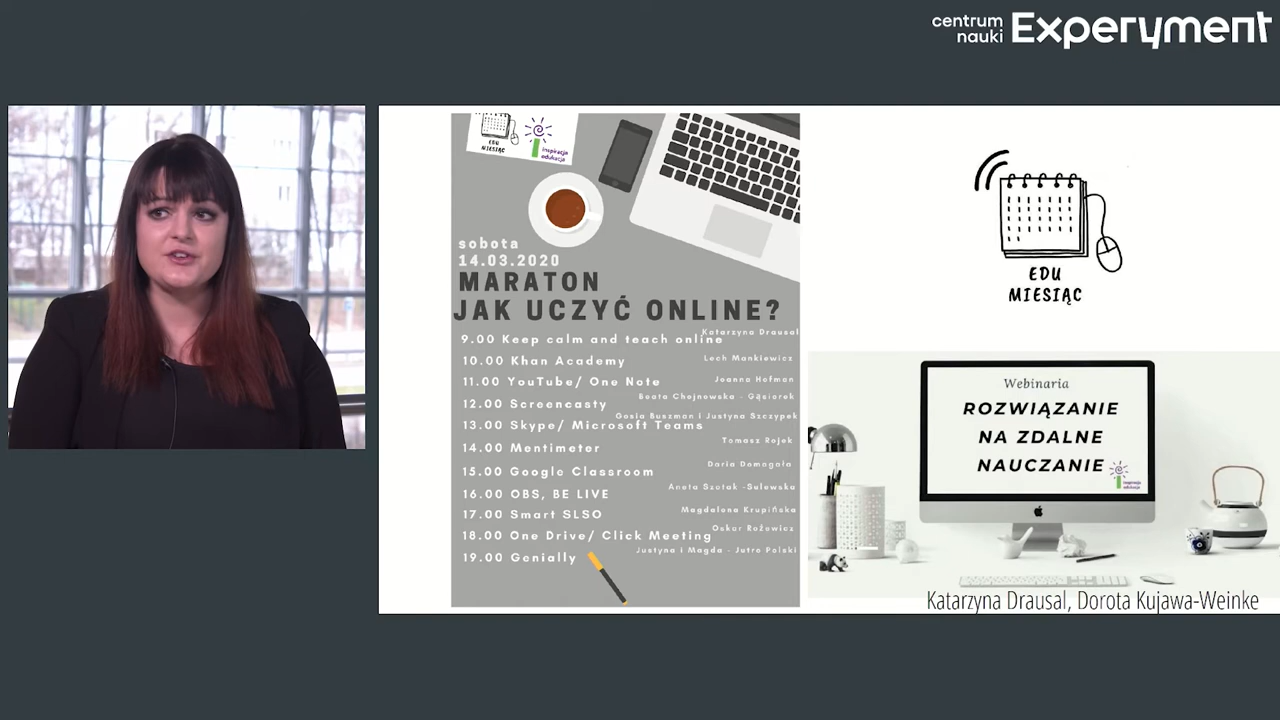 centrum
nauki
Experyment
EDU
MIESIĄC
inspiracja
edukacja
sobota
14.03.2020
MARATON
JAK UCZYĆ ONLINE?
9.00 Keep calm and teach online Katarzyna Drausal
10.00 Khan Academy Lech Mankiewicz
11.00 YouTube/ One Note Joanna Hofman
12.00 Screencasty Beata Chojnowska - Gąsiorek
13.00 Skype/ Microsoft Teams Gosia Buszman i Justyna Szczypek
14.00 Mentimeter Tomasz Rojek
15.00 Google Classroom Daria Domagała
16.00 OBS, BE LIVE Aneta Szotak -Sulewska
17.00 Smart SLSO Magdalena Krupińska
18.00 One Drive/ Click Meeting Oskar Rożewicz
19.00 Genially Justyna i Magda - Jutro Polski
EDU
MIESIĄC
Webinaria
ROZWIĄZANIE
NA ZDALNE
NAUCZANIE
inspiracja
edukacja
Katarzyna Drausal, Dorota Kujawa-Weinke